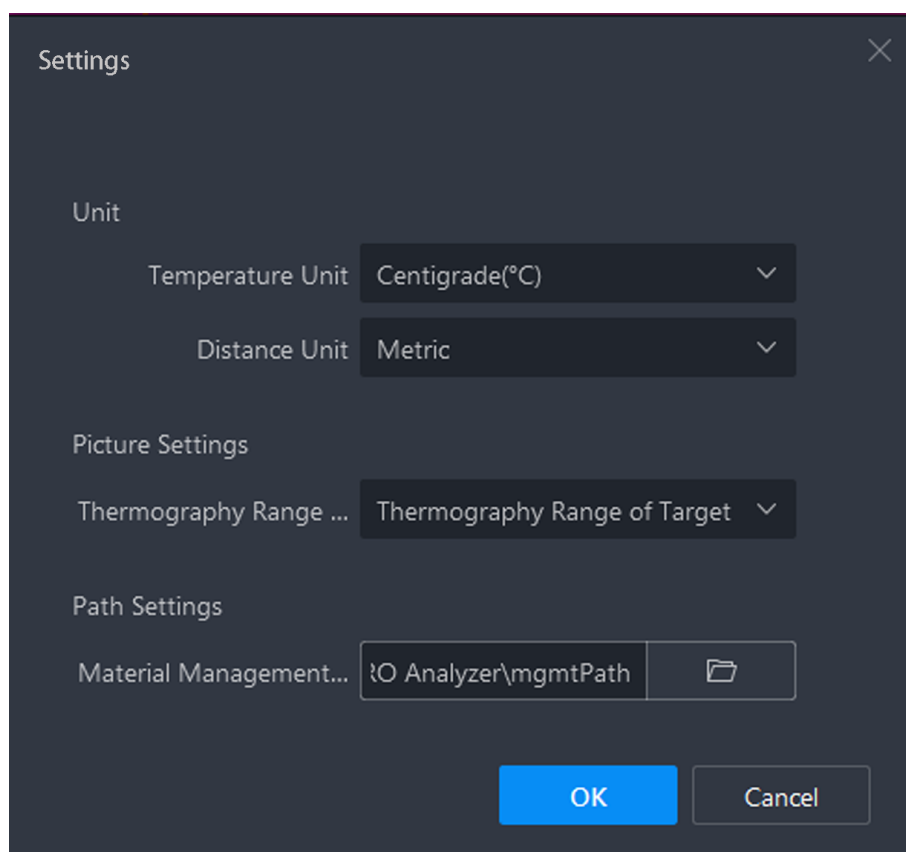 Settings
Unit
Temperature Unit Centigrade(°C)
Distance Unit Metric
Picture Settings
Thermography Range ... Thermography Range of Target
Path Settings
Material Management... Analyzer\mgmtPath
OK Cancel